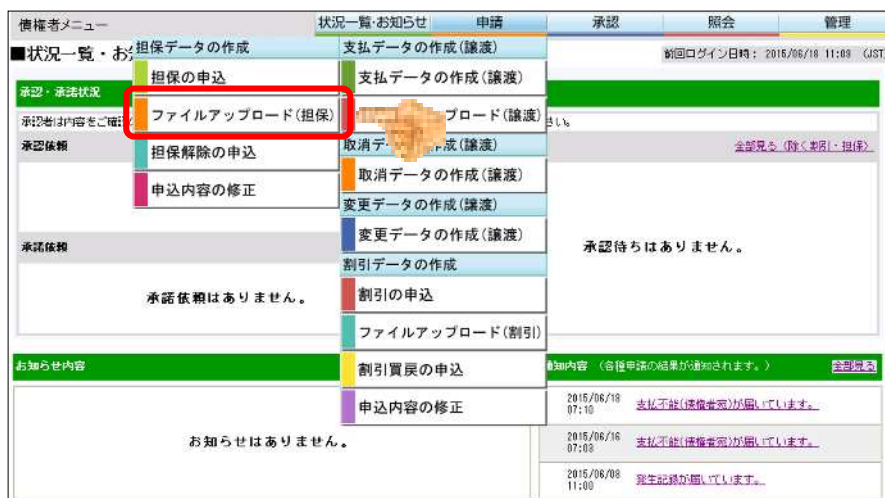 債権者メニュー
状況一覧・お知らせ 申請 承認 照会 管理
■状況一覧・お
前回ログイン日時： 2015/06/18 11:09 (JST
担保データの作成
担保の申込
ファイルアップロード(担保)
担保解除の申込
申込内容の修正
支払データの作成(譲渡)
支払データの作成(譲渡)
プロード(譲渡)
取消デ の作成(譲渡)
取消データの作成(譲渡)
変更データの作成(譲渡)
変更データの作成(譲渡)
割引データの作成
割引の申込
ファイルアップロード(割引)
割引買戻の申込
申込内容の修正
承認・承諾状況
承認者は内容をご確認
さい。
承認依頼
全部見る（除く割引・担保）
承認待ちはありません。
承諾依頼
承諾依頼はありません。
お知らせ内容
お知らせはありません。
通知内容 （各種申請の結果が通知されます。） 全部見る
2015/06/18 07:10 支払不能(債権者宛)が届いています。
2015/06/16 07:03 支払不能(債権者宛)が届いています。
2015/06/08 11:00 発生記録が届いています。